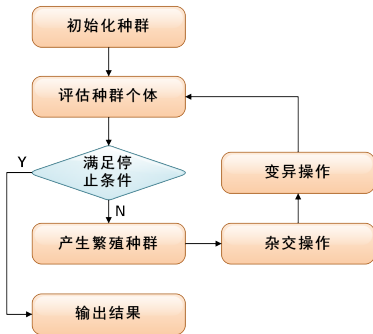 初始化种群
评估种群个体
满足停
止条件
Y
N
变异操作
产生繁殖种群
杂交操作
输出结果